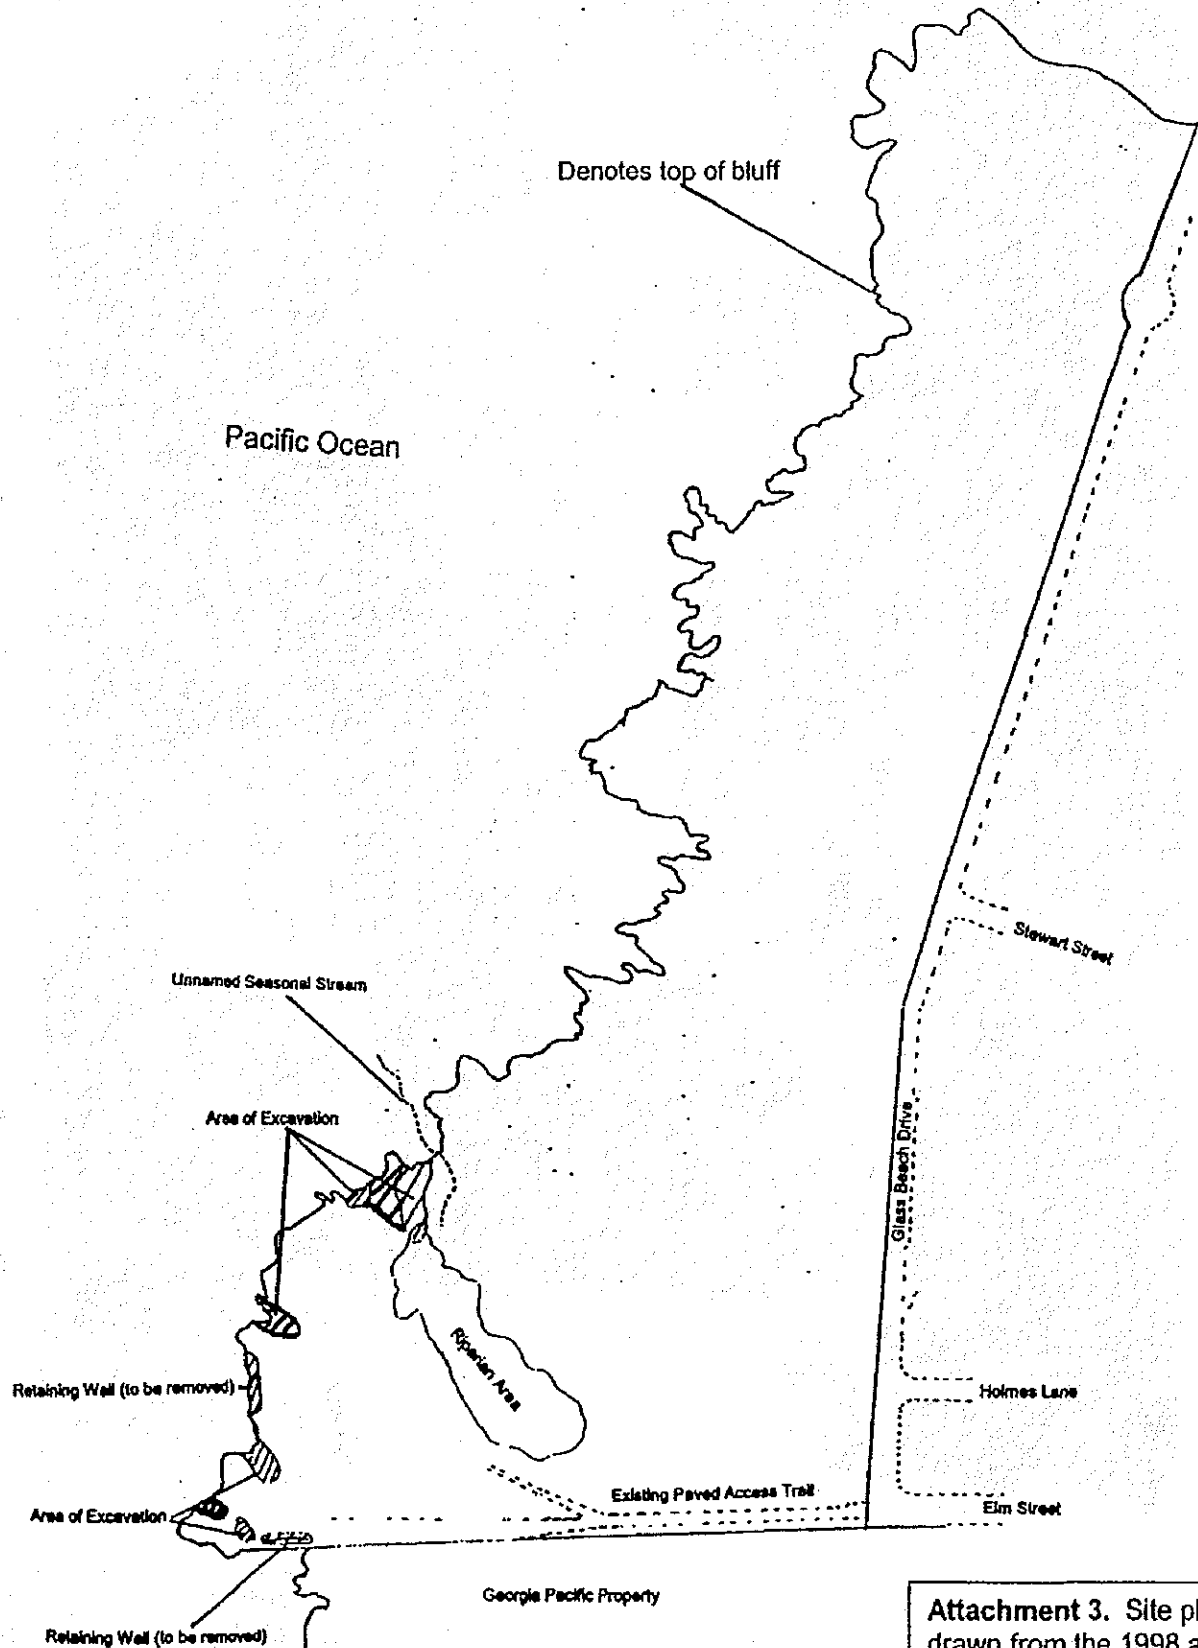 Denotes top of bluff
Pacific Ocean
Stewart Street
Unnamed Seasonal Stream
Area of Excavation
Glass Beach Drive
Riparian Area
Retaining Wall (to be removed)
Holmes Lane
Existing Paved Access Trail
Elm Street
Area of Excavation
Georgia Pacific Property
Retaining Wall (to be removed)
Attachment 3. Site pl
drawn from the 1998 a